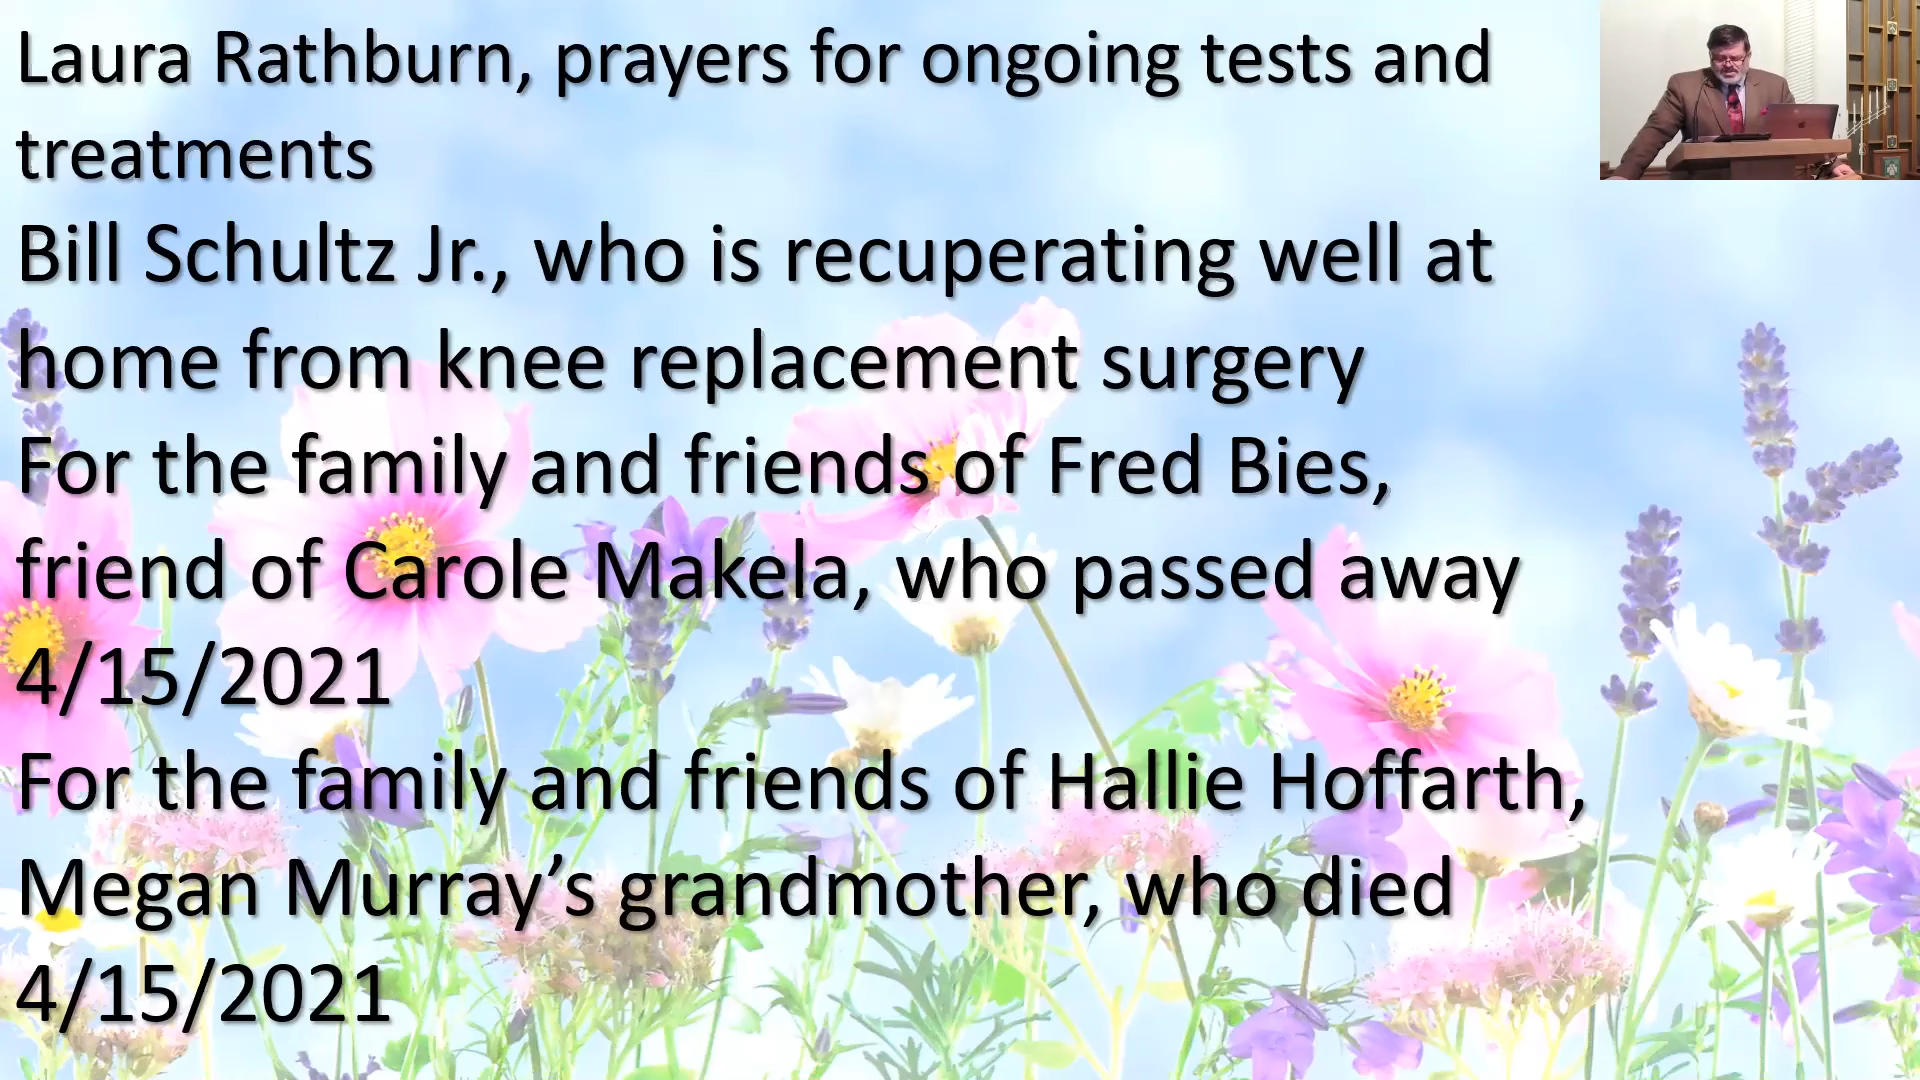 Laura Rathburn, prayers for ongoing tests and
treatments
Bill Schultz Jr., who is recuperating well at
home from knee replacement surgery
For the family and friends of Fred Bies,
friend of Carole Makela, who passed away
4/15/2021
For the family and friends of Hallie Hoffarth,
Megan Murray’s grandmother, who died
4/15/2021